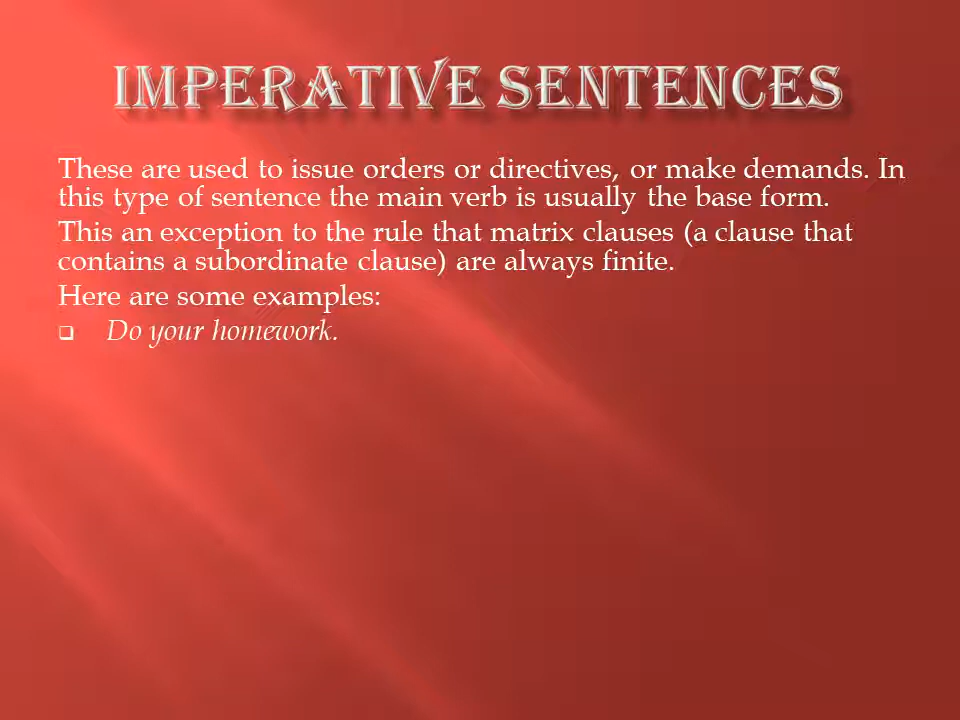 IMPERATIVE SENTENCES
These are used to issue orders or directives, or make demands. In
this type of sentence the main verb is usually the base form.
This an exception to the rule that matrix clauses (a clause that
contains a subordinate clause) are always finite.
Here are some examples:
❑ Do your homework.